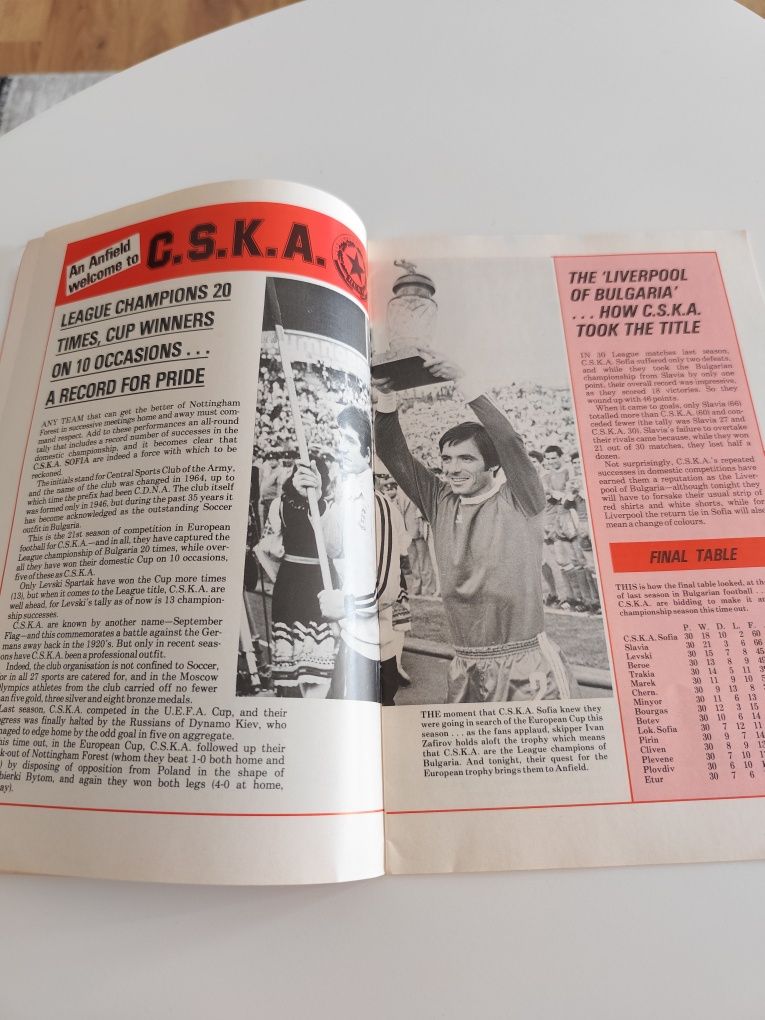 An Anfield
welcome to
C.S.K.A.
LEAGUE CHAMPIONS 20
TIMES, CUP WINNERS
ON 10 OCCASIONS . . .
A RECORD FOR PRIDE
ANY TEAM that can get the better of Nottingham
Forest in successive meetings home and away must com-
mand respect. Add to these performances an all-round
tally that includes a record number of successes in the
domestic championship, and it becomes clear that
C.S.K.A. SOFIA are indeed a force with which to be
reckoned.
The initials stand for Central Sports Club of the Army,
and the name of the club was changed in 1964, up to
which time the prefix had been C.D.N.A. The club itself
was formed only in 1946, but during the past 35 years it
has become acknowledged as the outstanding Soccer
outfit in Bulgaria.
This is the 21st season of competition in European
football for C.S.K.A.—and in all, they have captured the
League championship of Bulgaria 20 times, while over-
all they have won their domestic Cup on 10 occasions,
five of these as C.S.K.A.
Only Levski Spartak have won the Cup more times
(13), but when it comes to the League title, C.S.K.A. are
well ahead, for Levski's tally as of now is 13 champion-
ship successes.
C.S.K.A. are known by another name—September
Flag—and this commemorates a battle against the Ger-
mans away back in the 1920's. But only in recent seas-
ons have C.S.K.A. been a professional outfit.
Indeed, the club organisation is not confined to Soccer,
for in all 27 sports are catered for, and in the Moscow
lympics athletes from the club carried off no fewer
an five gold, three silver and eight bronze medals.
Last season, C.S.K.A. competed in the U.E.F.A. Cup, and their
gress was finally halted by the Russians of Dynamo Kiev, who
naged to edge home by the odd goal in five on aggregate.
his time out, in the European Cup, C.S.K.A. followed up their
k-out of Nottingham Forest (whom they beat 1-0 both home and
) by disposing of opposition from Poland in the shape of
bierki Bytom, and again they won both legs (4-0 at home,
ay).
THE moment that C.S.K.A. Sofia knew they
were going in search of the European Cup this
season . . . as the fans applaud, skipper Ivan
Zafirov holds aloft the trophy which means
that C.S.K.A. are the League champions of
Bulgaria. And tonight, their quest for the
European trophy brings them to Anfield.
THE 'LIVERPOOL
OF BULGARIA'
. . . HOW C.S.K.A.
TOOK THE TITLE
IN 30 League matches last season,
C.S.K.A. Sofia suffered only two defeats,
and while they took the Bulgarian
championship from Slavia by only one
point, their overall record was impressive,
as they scored 18 victories. So they
wound up with 46 points.
When it came to goals, only Slavia (66)
totalled more than C.S.K.A. (60) and con-
ceded fewer (the tally was Slavia 27 and
C.S.K.A. 30). Slavia's failure to overtake
their rivals came because, while they won
21 out of 30 matches, they lost half a
dozen.
Not surprisingly, C.S.K.A.'s repeated
successes in domestic competitions have
earned them a reputation as the Liver-
pool of Bulgaria—although tonight they
will have to forsake their usual strip of
red shirts and white shorts, while for
Liverpool the return tie in Sofia will also
mean a change of colours.
FINAL TABLE
THIS is how the final table looked, at th
of last season in Bulgarian football . . .
C.S.K.A. are bidding to make it a
championship season this time out.
P. W. D. L. F.
C.S.K.A. Sofia 30 18 10 2 60
Slavia 30 21 3 6 66
Levski 30 15 7 8 45
Beroe 30 13 8 9
Trakia 30 14 5 11
Marek 30 11 9 10
Chern. 30 9 13 8
Minyor 30 11 6 13
Bourgas 30 12 3 15
Botev 30 10 6 14
Lok. Sofia 30 7 12 11
Pirin 30 9 7 14
Cliven 30 8 9 13
Plevene 30 7 10
Plovdiv 30 6 10
Etur 30 7 6